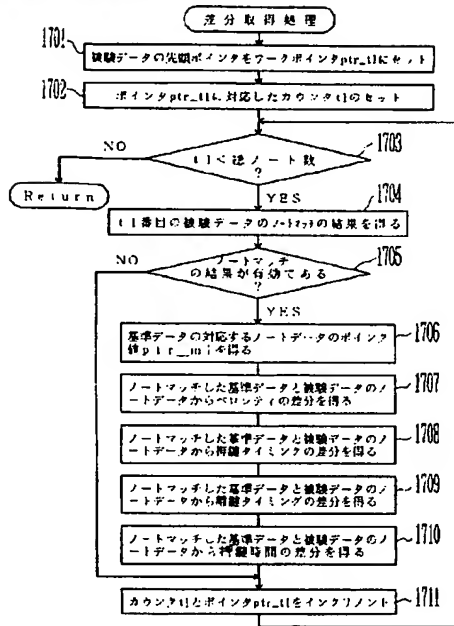 差分取得処理
1701
被験データの先頭ポインタをワークポインタptr_t1にセット
1702
ポインタptr_t1に対応したカウンタt1のセット
1703
t1<総ノート数
?
NO
Return
YES
1704
t1番目の被験データのノートマッチの結果を得る
1705
ノートマッチ
の結果が有効である
?
NO
YES
1706
基準データの対応するノートデータのポインタ
値ptr_m1を得る
1707
ノートマッチした基準データと被験データのノ
ートデータからベロシティの差分を得る
1708
ノートマッチした基準データと被験データのノ
ートデータから押鍵タイミングの差分を得る
1709
ノートマッチした基準データと被験データのノ
ートデータから離鍵タイミングの差分を得る
1710
ノートマッチした基準データと被験データのノ
ートデータから押鍵時間の差分を得る
1711
カウンタt1とポインタptr_t1をインクリメント